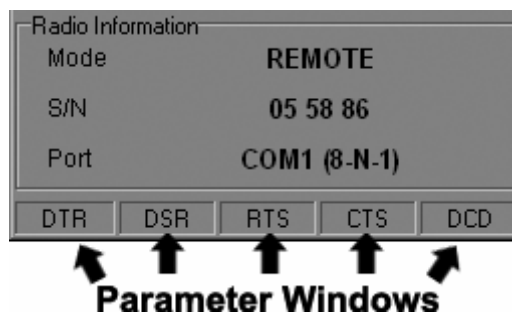 Radio Information
Mode REMOTE
S/N 05 58 86
Port COM1 (8-N-1)
DTR DSR RTS CTS DCD
Parameter Windows